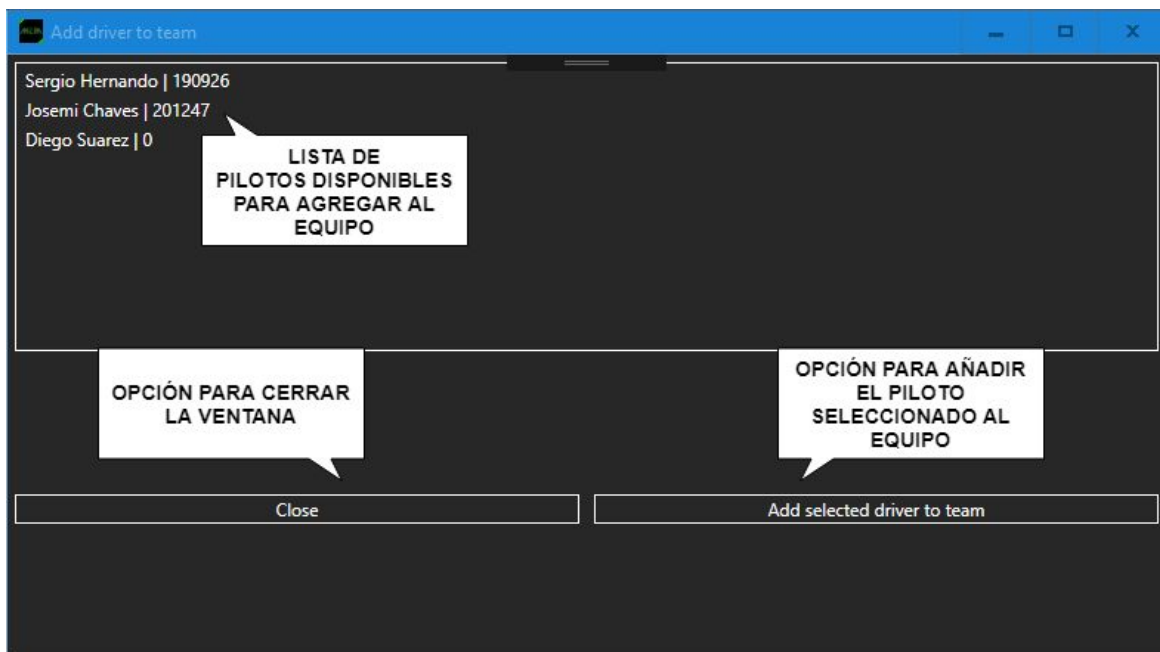 Add driver to team
Sergio Hernando | 190926
Josemi Chaves | 201247
Diego Suarez | 0
LISTA DE
PILOTOS DISPONIBLES
PARA AGREGAR AL
EQUIPO
OPCIÓN PARA CERRAR
LA VENTANA
OPCIÓN PARA AÑADIR
EL PILOTO
SELECCIONADO AL
EQUIPO
Close
Add selected driver to team